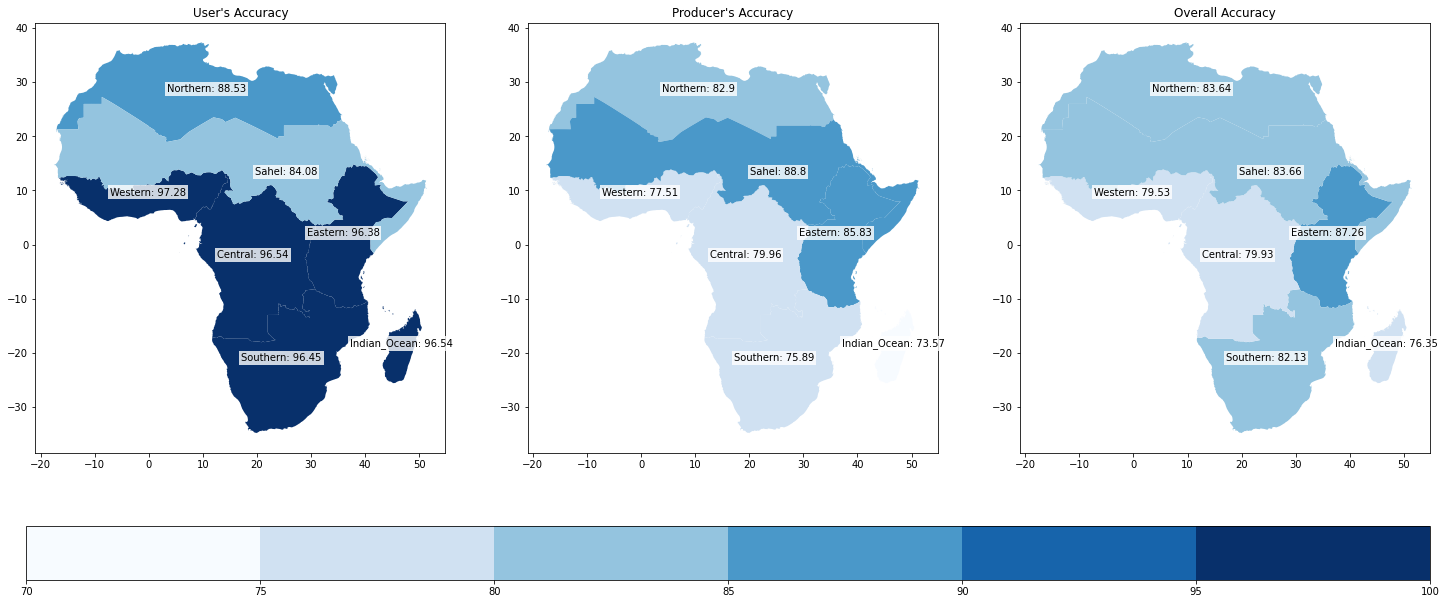 User's Accuracy
40
30
20
10
0
−10
−20
−30
−20
−10
0
10
20
30
40
50
Northern: 88.53
Sahel: 84.08
Western: 97.28
Eastern: 96.38
Central: 96.54
Indian_Ocean: 96.54
Southern: 96.45
Producer's Accuracy
40
30
20
10
0
−10
−20
−30
−20
−10
0
10
20
30
40
50
Northern: 82.9
Sahel: 88.8
Western: 77.51
Eastern: 85.83
Central: 79.96
Indian_Ocean: 73.57
Southern: 75.89
Overall Accuracy
40
30
20
10
0
−10
−20
−30
−20
−10
0
10
20
30
40
50
Northern: 83.64
Sahel: 83.66
Western: 79.53
Eastern: 87.26
Central: 79.93
Indian_Ocean: 76.35
Southern: 82.13
70
75
80
85
90
95
100